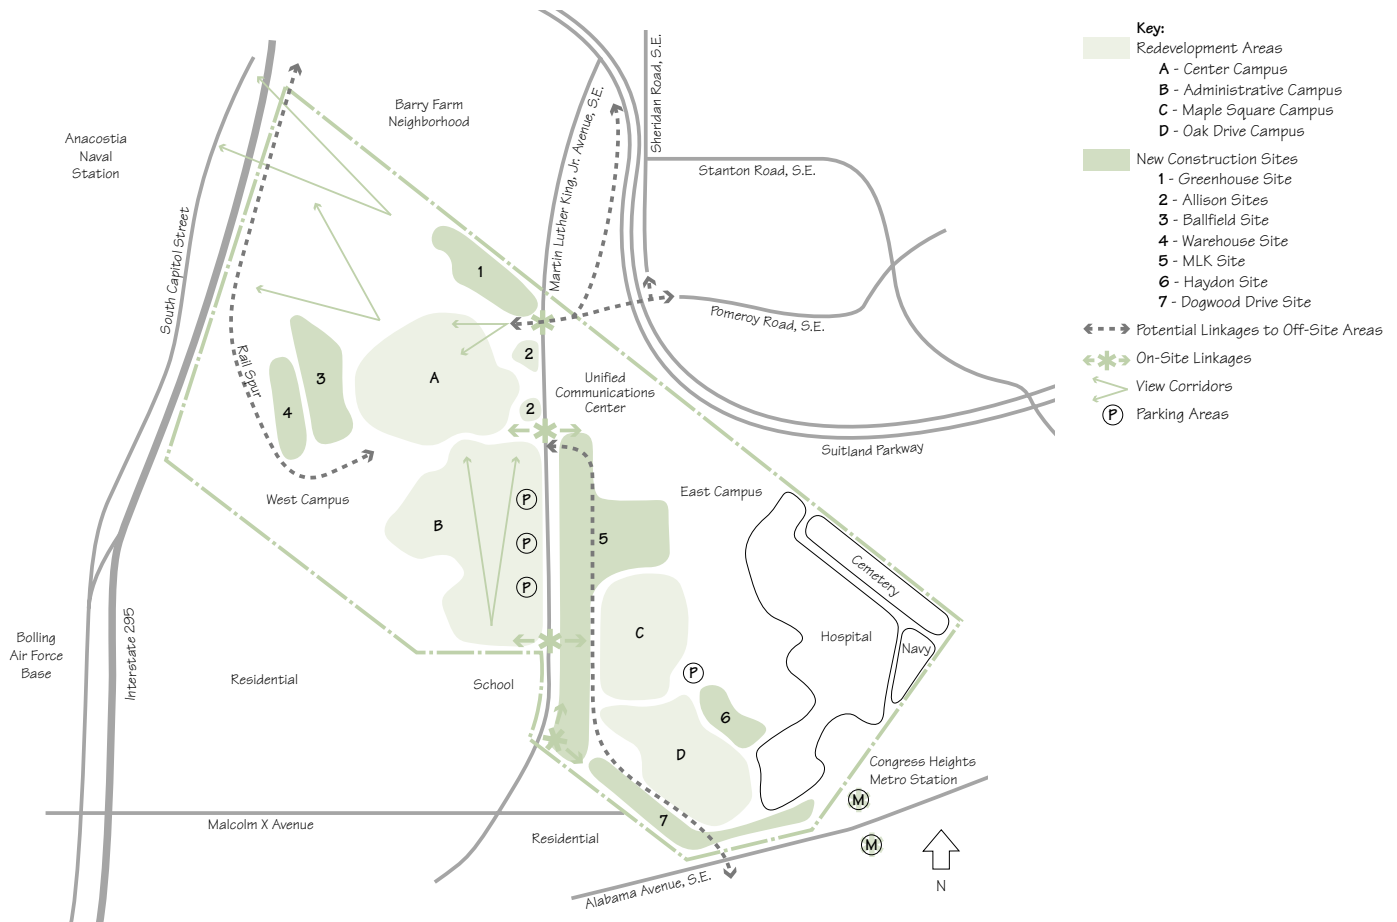 Key:
Redevelopment Areas
A - Center Campus
B - Administrative Campus
C - Maple Square Campus
D - Oak Drive Campus
New Construction Sites
1 - Greenhouse Site
2 - Allison Sites
3 - Ballfield Site
4 - Warehouse Site
5 - MLK Site
6 - Haydon Site
7 - Dogwood Drive Site
Potential Linkages to Off-Site Areas
On-Site Linkages
View Corridors
P
Parking Areas
Barry Farm
Neighborhood
Anacostia
Naval
Station
South Capitol Street
Martin Luther King, Jr. Avenue, S.E.
Sheridan Road, S.E.
Stanton Road, S.E.
Pomeroy Road, S.E.
Suitland Parkway
Rail Spur
1
2
2
3
4
A
Unified
Communications
Center
West Campus
East Campus
B
P
P
P
5
C
P
6
D
7
Cemetery
Hospital
Navy
Bolling
Air Force
Base
Interstate 295
Residential
School
Malcolm X Avenue
Residential
Alabama Avenue, S.E.
Congress Heights
Metro Station
M
M
N